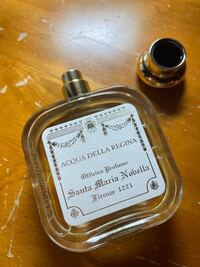 ACQUA DELLA REGINA
Officina Profumo
Santa Maria Novella
Firenze 1221